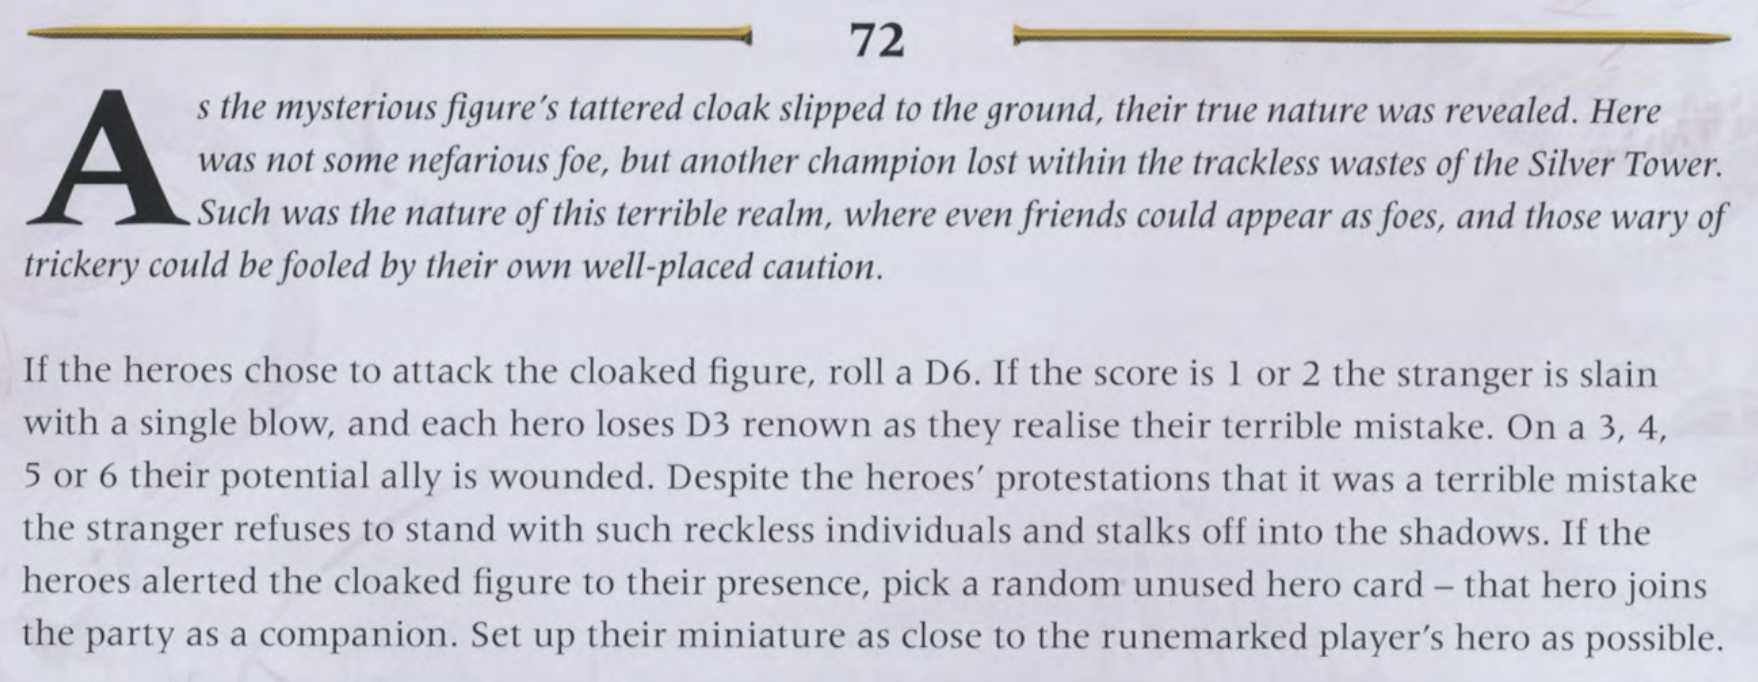 72
As the mysterious figure's tattered cloak slipped to the ground, their true nature was revealed. Here
was not some nefarious foe, but another champion lost within the trackless wastes of the Silver Tower.
Such was the nature of this terrible realm, where even friends could appear as foes, and those wary of
trickery could be fooled by their own well-placed caution.
If the heroes chose to attack the cloaked figure, roll a D6. If the score is 1 or 2 the stranger is slain
with a single blow, and each hero loses D3 renown as they realise their terrible mistake. On a 3, 4,
5 or 6 their potential ally is wounded. Despite the heroes' protestations that it was a terrible mistake
the stranger refuses to stand with such reckless individuals and stalks off into the shadows. If the
heroes alerted the cloaked figure to their presence, pick a random unused hero card – that hero joins
the party as a companion. Set up their miniature as close to the runemarked player's hero as possible.